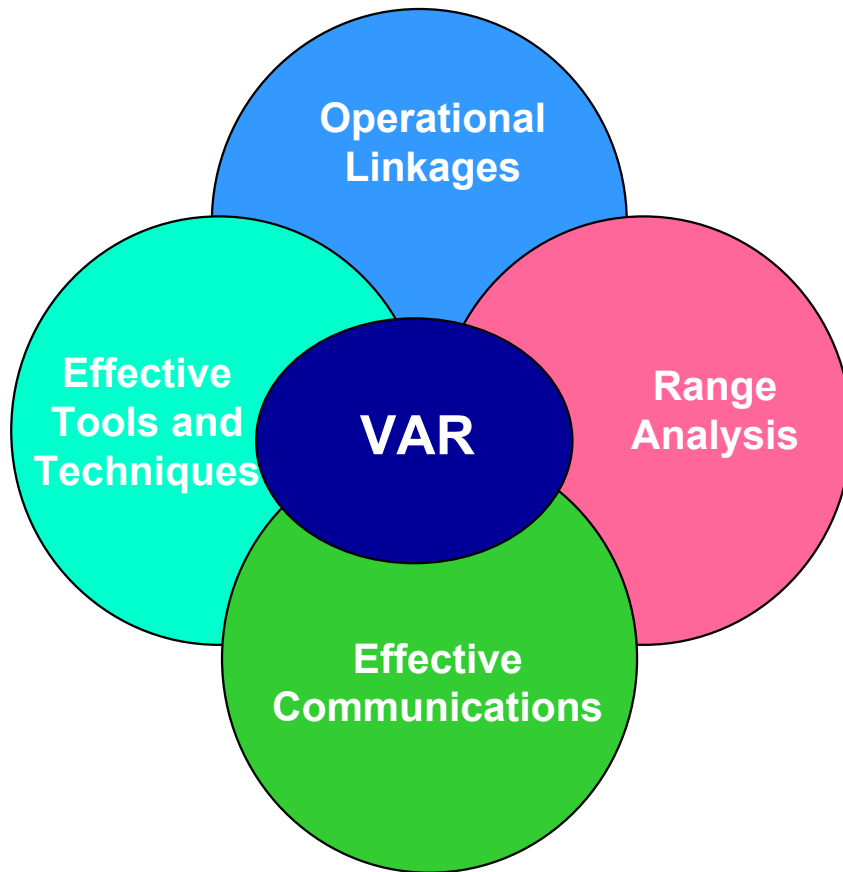 Operational
Linkages
Effective
Tools and
Techniques
VAR
Range
Analysis
Effective
Communications